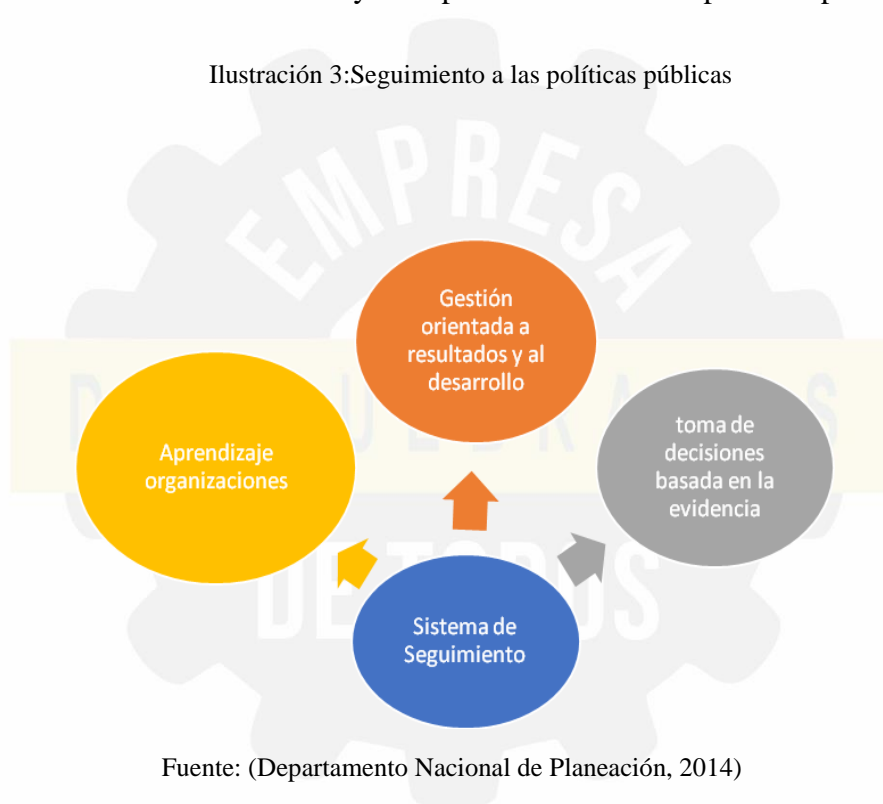 Ilustración 3:Seguimiento a las políticas públicas
EMPRESA
Gestión
orientada a
resultados y al
desarrollo
Aprendizaje
organizaciones
toma de
decisiones
basada en la
evidencia
Sistema de
Seguimiento
Fuente: (Departamento Nacional de Planeación, 2014)